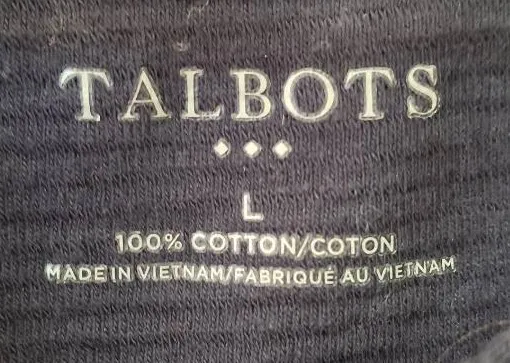 TALBOTS
L
100% COTTON/COTON
MADE IN VIETNAM/FABRIQUÉ AU VIETNAM